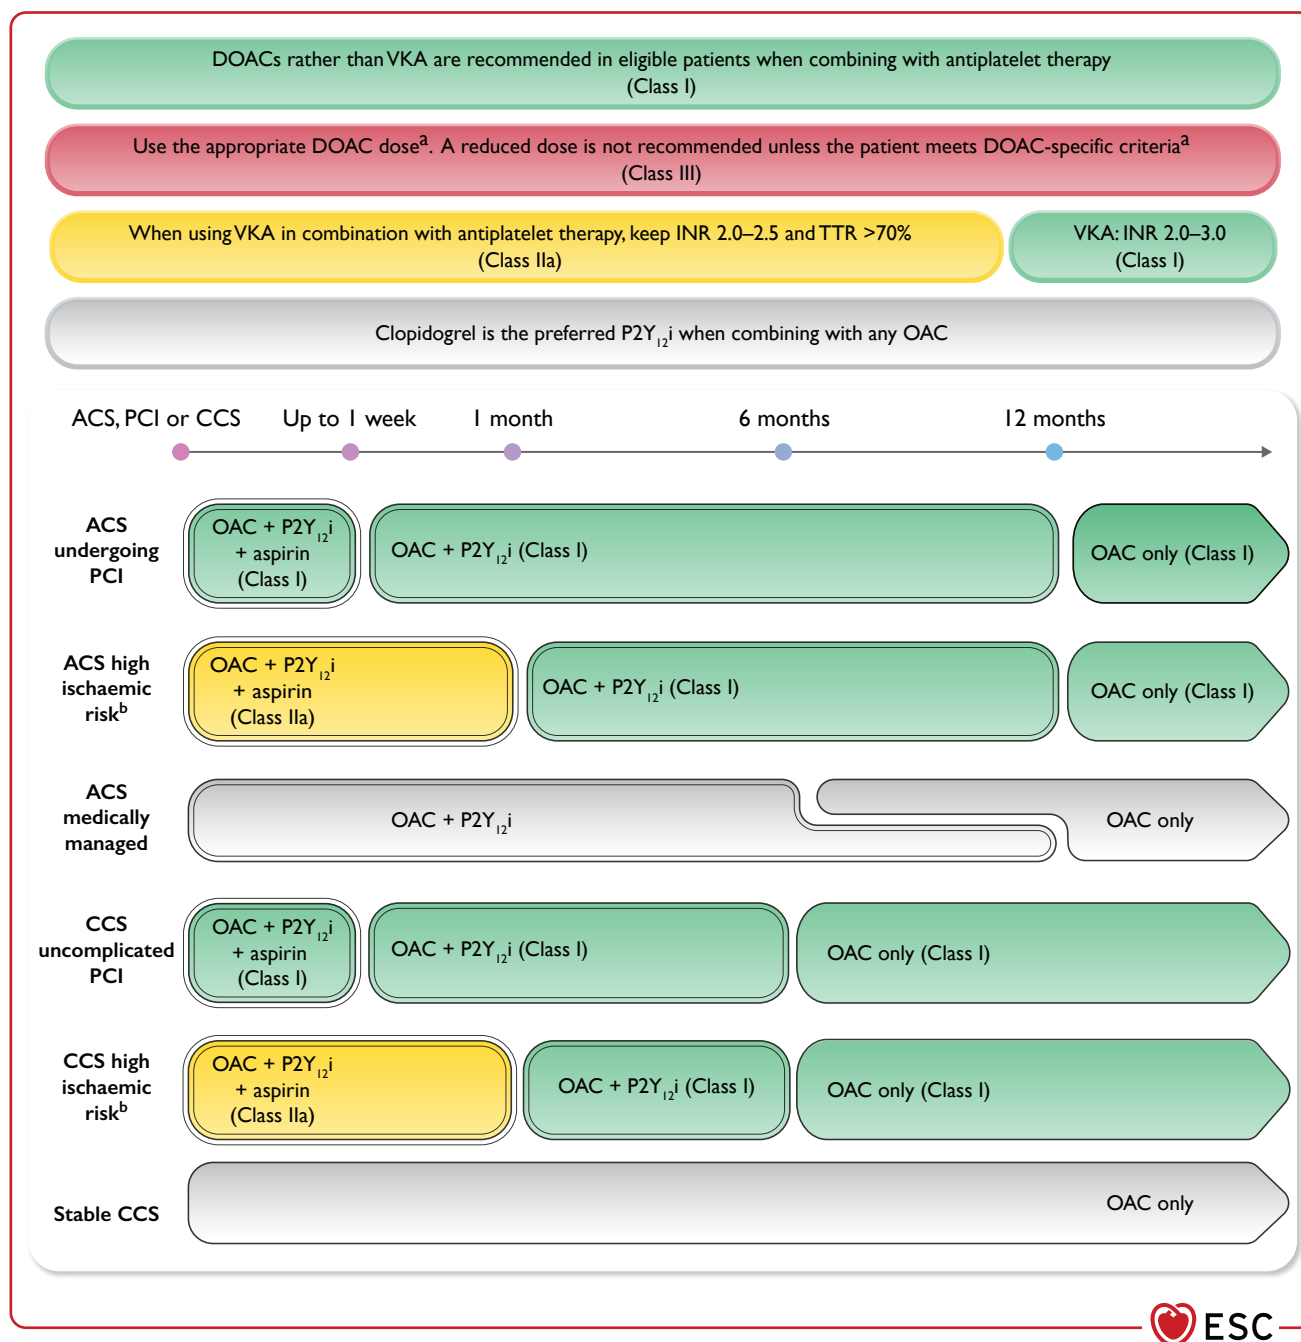 DOACs rather than VKA are recommended in eligible patients when combining with antiplatelet therapy
(Class I)
Use the appropriate DOAC doseᵃ. A reduced dose is not recommended unless the patient meets DOAC-specific criteriaᵃ
(Class III)
When using VKA in combination with antiplatelet therapy, keep INR 2.0–2.5 and TTR >70%
(Class IIa)
VKA: INR 2.0–3.0
(Class I)
Clopidogrel is the preferred P2Y₁₂i when combining with any OAC
ACS, PCI or CCS
Up to 1 week
1 month
6 months
12 months
ACS
undergoing
PCI
OAC + P2Y₁₂i
+ aspirin
(Class I)
OAC + P2Y₁₂i (Class I)
OAC only (Class I)
ACS high
ischaemic
riskᵇ
OAC + P2Y₁₂i
+ aspirin
(Class IIa)
OAC + P2Y₁₂i (Class I)
OAC only (Class I)
ACS
medically
managed
OAC + P2Y₁₂i
OAC only
CCS
uncomplicated
PCI
OAC + P2Y₁₂i
+ aspirin
(Class I)
OAC + P2Y₁₂i (Class I)
OAC only (Class I)
CCS high
ischaemic
riskᵇ
OAC + P2Y₁₂i
+ aspirin
(Class IIa)
OAC + P2Y₁₂i (Class I)
OAC only (Class I)
Stable CCS
OAC only
ESC